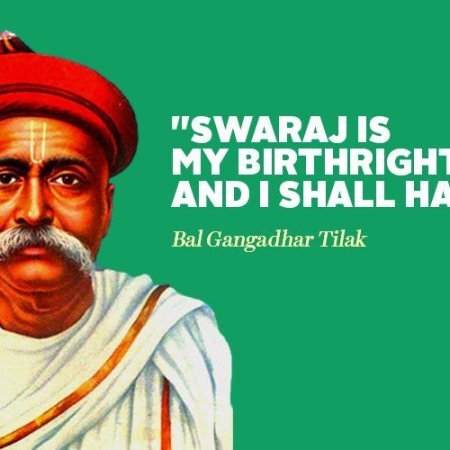 "SWARAJ IS
MY BIRTHRIGHT
AND I SHALL HA
Bal Gangadhar Tilak